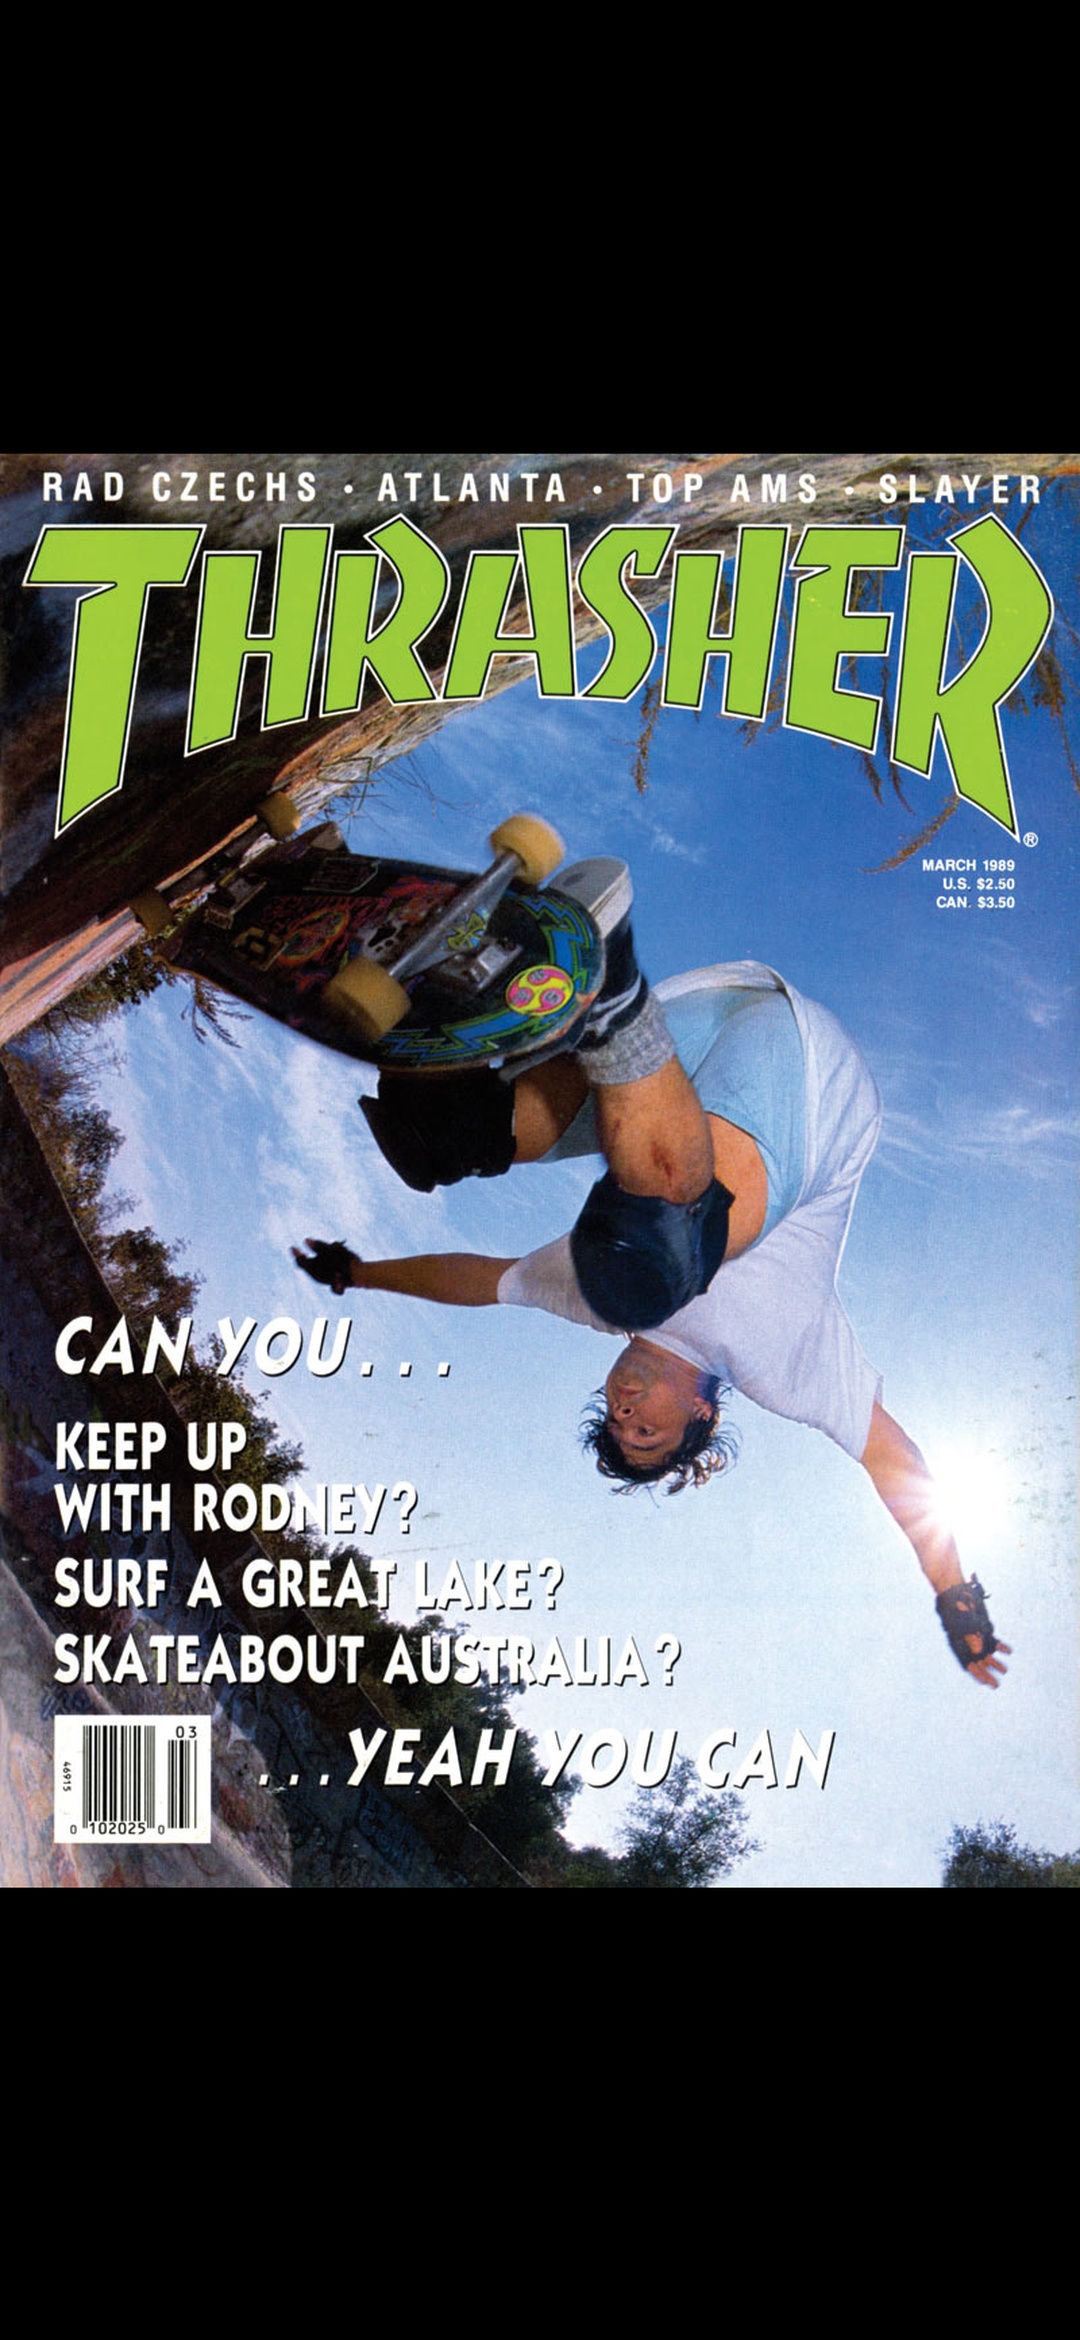 RAD CZECHS · ATLANTA · TOP AMS · SLAYER
THRASHER®
MARCH 1989
U.S. $2.50
CAN. $3.50
CAN YOU...
KEEP UP
WITH RODNEY?
SURF A GREAT LAKE?
SKATEABOUT AUSTRALIA?
...YEAH YOU CAN
03
46915
0 102025 0